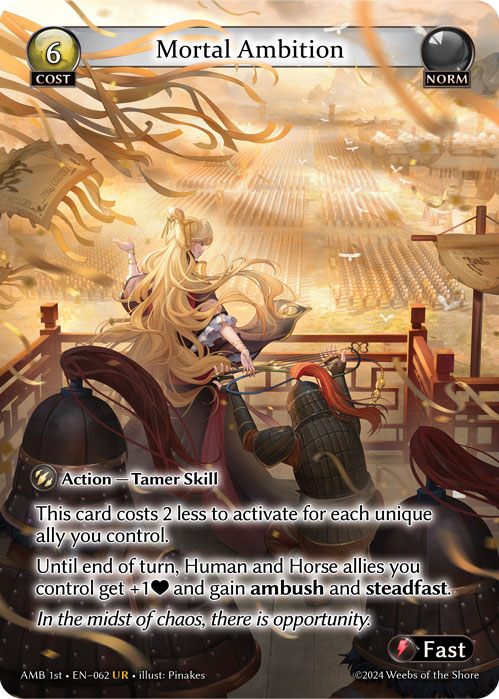 6
COST
Mortal Ambition
NORM
Action — Tamer Skill
This card costs 2 less to activate for each unique
ally you control.
Until end of turn, Human and Horse allies you
control get +1♥ and gain ambush and steadfast.
In the midst of chaos, there is opportunity.
Fast
AMB 1st • EN–062 UR • illust: Pinakes
©2024 Weebs of the Shore